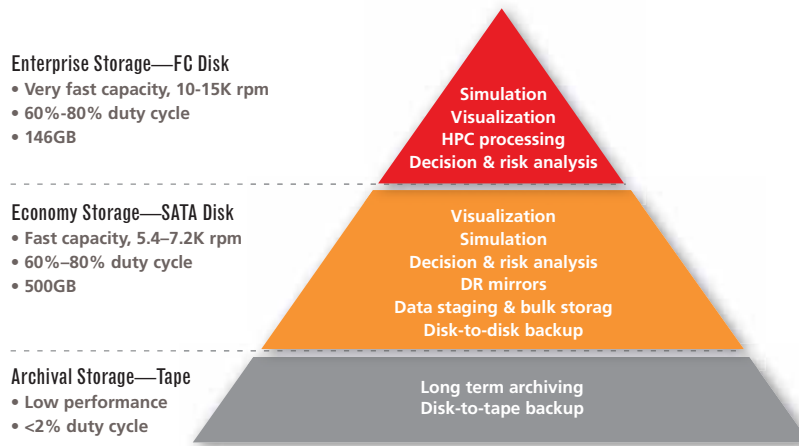 Enterprise Storage—FC Disk
• Very fast capacity, 10-15K rpm
• 60%-80% duty cycle
• 146GB
Simulation
Visualization
HPC processing
Decision & risk analysis
Economy Storage—SATA Disk
• Fast capacity, 5.4–7.2K rpm
• 60%–80% duty cycle
• 500GB
Visualization
Simulation
Decision & risk analysis
DR mirrors
Data staging & bulk storag
Disk-to-disk backup
Archival Storage—Tape
• Low performance
• <2% duty cycle
Long term archiving
Disk-to-tape backup